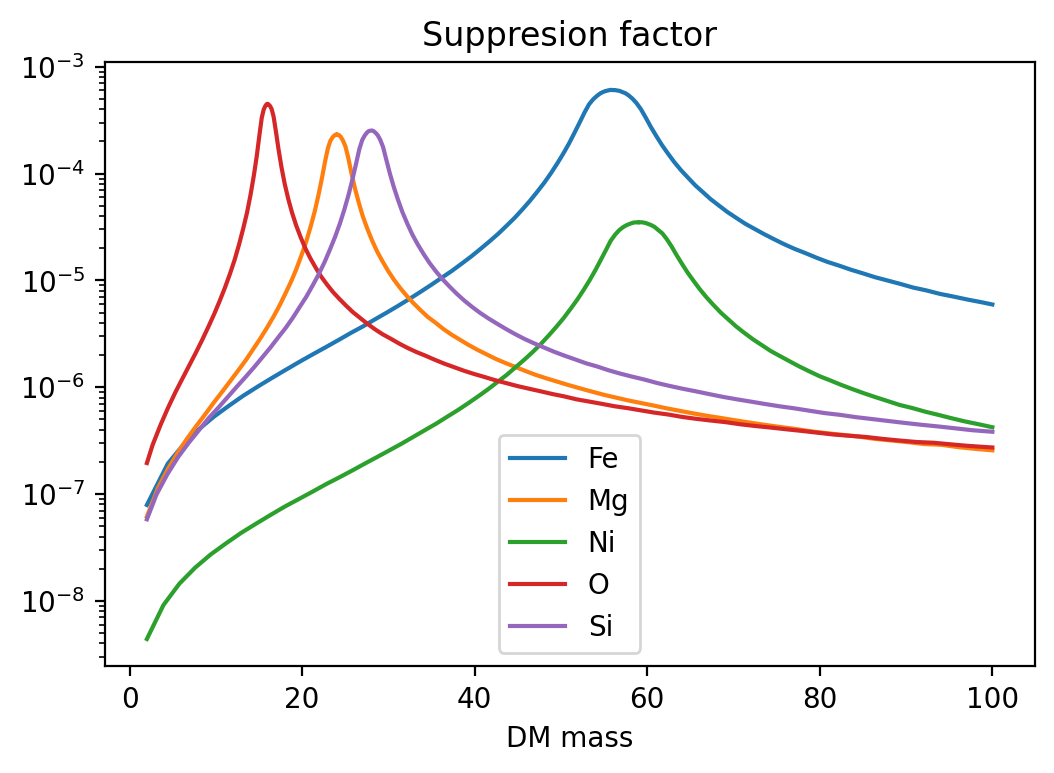 Suppresion factor
10⁻³
10⁻⁴
10⁻⁵
10⁻⁶
10⁻⁷
10⁻⁸
Fe
Mg
Ni
O
Si
0 20 40 60 80 100
DM mass